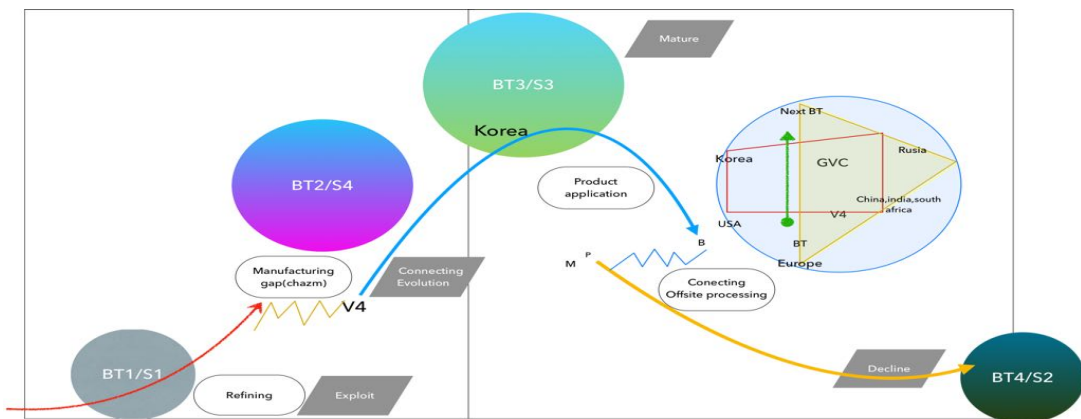 Mature
BT3/S3
Korea
BT2/S4
Next BT
Korea
Rusia
GVC
Product
application
China,india,south
africa
V4
USA
BT
Europe
B
P
M
Manufacturing
gap(chazm)
Connecting
Evolution
V4
Conecting
Offsite processing
BT1/S1
Refining
Exploit
Decline
BT4/S2